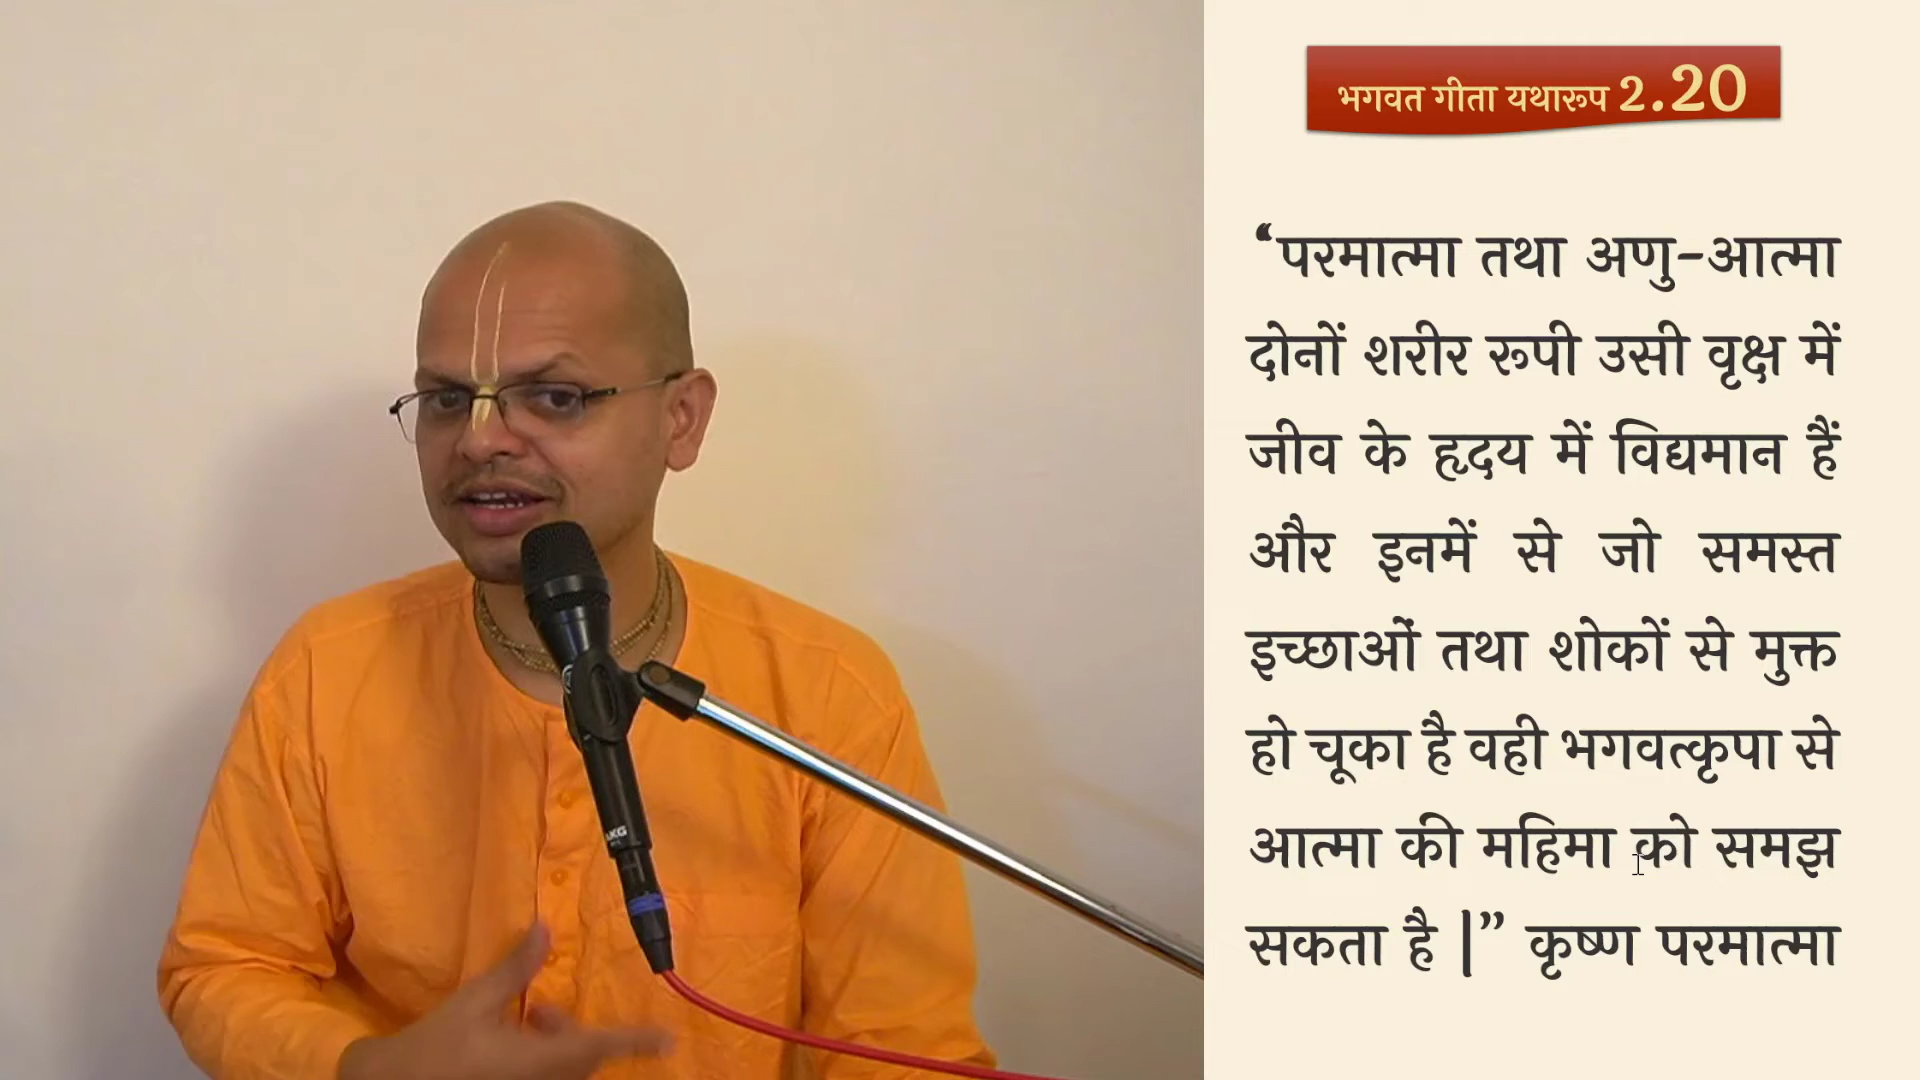 भगवत गीता यथारूप 2.20
“परमात्मा तथा अणु-आत्मा
दोनों शरीर रूपी उसी वृक्ष में
जीव के हृदय में विद्यमान हैं
और इनमें से जो समस्त
इच्छाओं तथा शोकों से मुक्त
हो चूका है वही भगवत्कृपा से
आत्मा की महिमा को समझ
सकता है |” कृष्ण परमात्मा
AKG